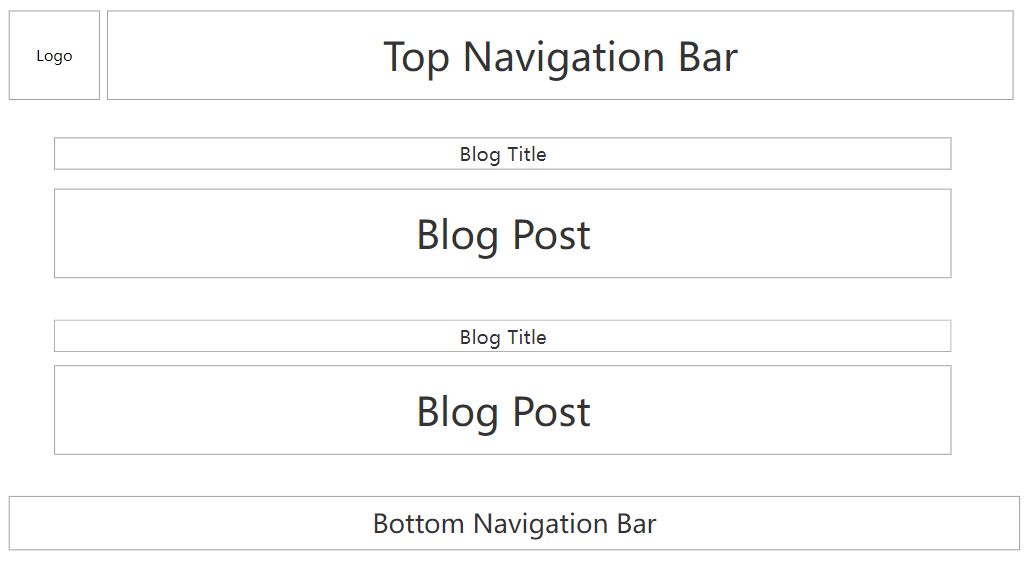 Logo
Top Navigation Bar
Blog Title
Blog Post
Blog Title
Blog Post
Bottom Navigation Bar